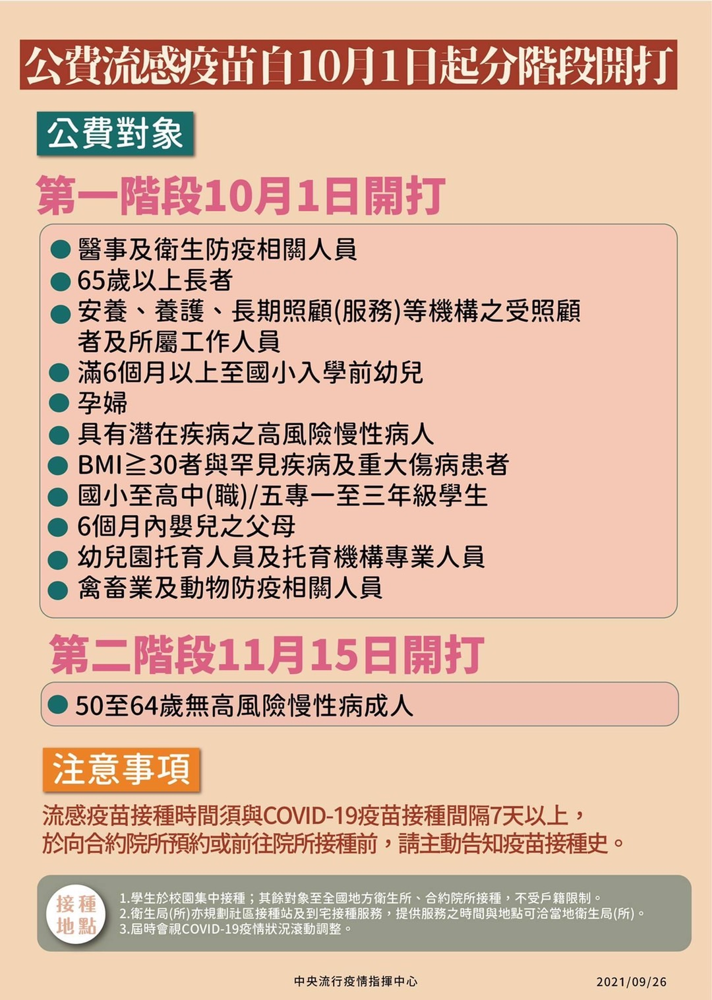 公費流感疫苗自10月1日起分階段開打
公費對象
第一階段10月1日開打
● 醫事及衛生防疫相關人員
● 65歲以上長者
● 安養、養護、長期照顧(服務)等機構之受照顧
者及所屬工作人員
● 滿6個月以上至國小入學前幼兒
● 孕婦
● 具有潛在疾病之高風險慢性病人
● BMI≧30者與罕見疾病及重大傷病患者
● 國小至高中(職)/五專一至三年級學生
● 6個月內嬰兒之父母
● 幼兒園托育人員及托育機構專業人員
● 禽畜業及動物防疫相關人員
第二階段11月15日開打
● 50至64歲無高風險慢性病成人
注意事項
流感疫苗接種時間須與COVID-19疫苗接種間隔7天以上，
於向合約院所預約或前往院所接種前，請主動告知疫苗接種史。
接種
地點
1.學生於校園集中接種；其餘對象至全國地方衛生所、合約院所接種，不受戶籍限制。
2.衛生局(所)亦規劃社區接種站及到宅接種服務，提供服務之時間與地點可洽當地衛生局(所)。
3.屆時會視COVID-19疫情狀況滾動調整。
中央流行疫情指揮中心
2021/09/26